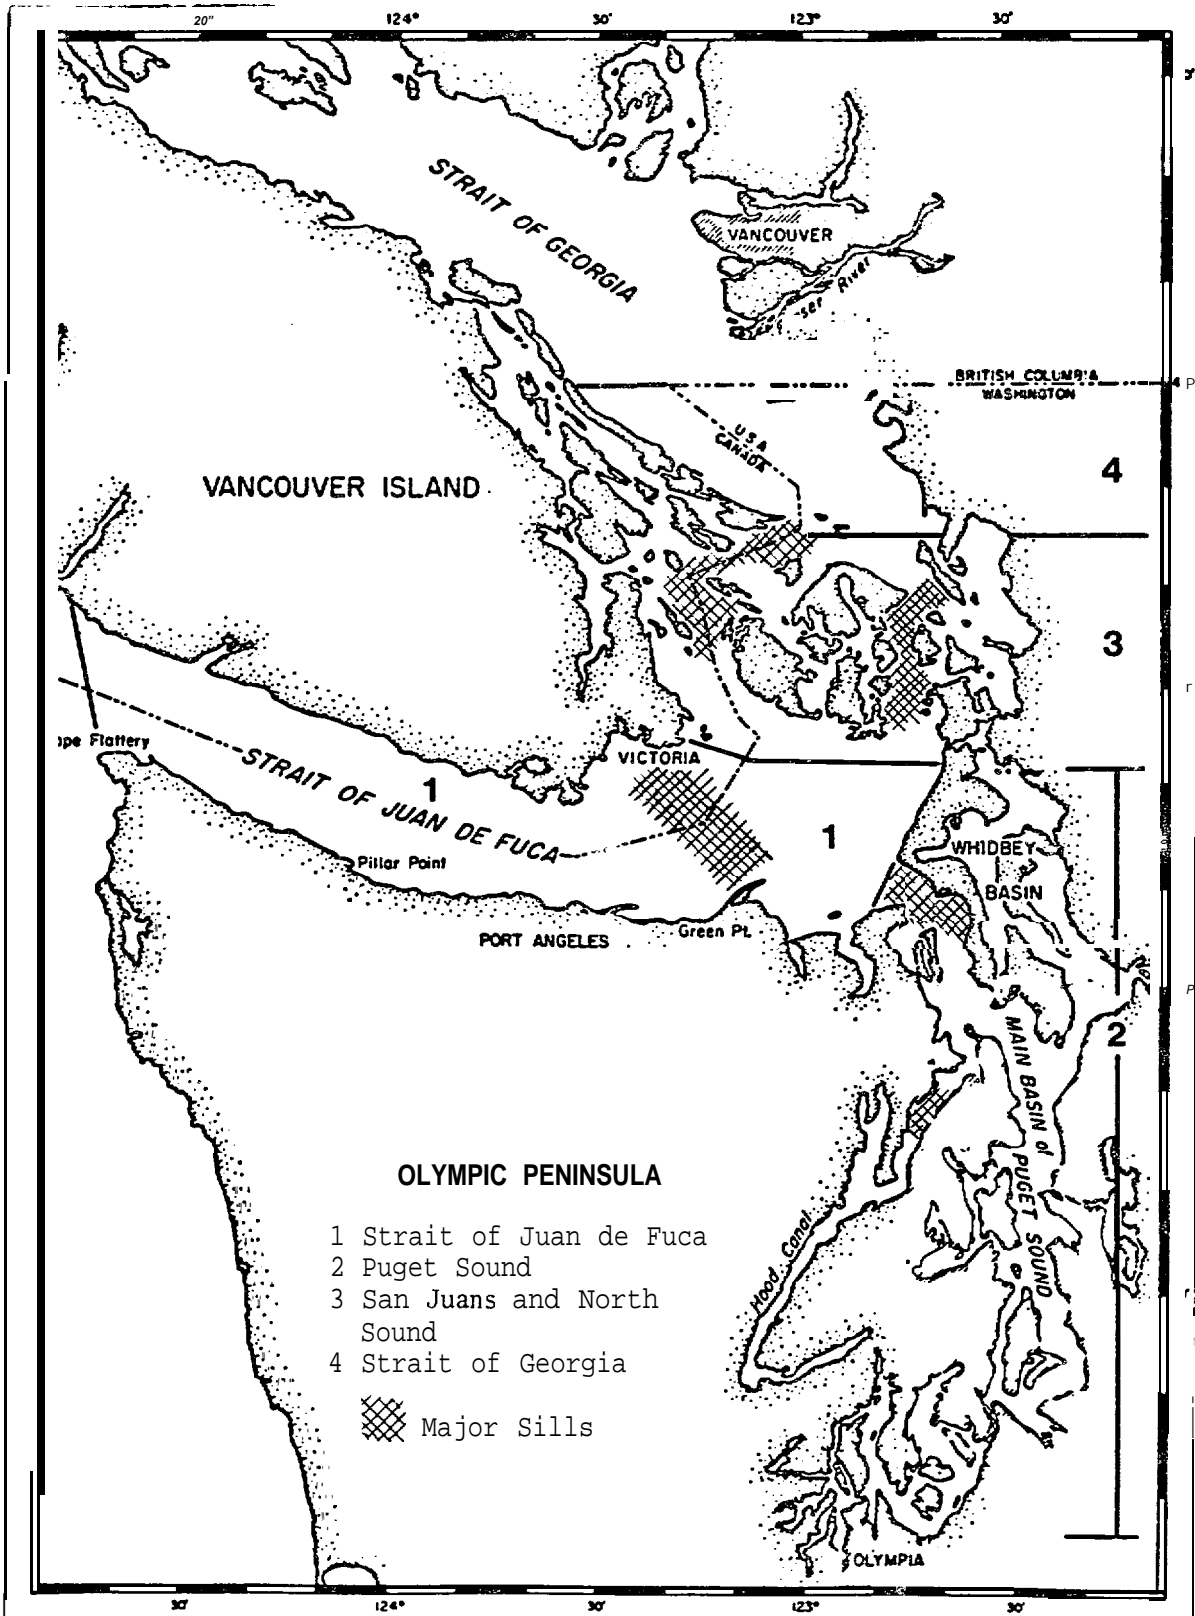 20"
124°
30'
123°
30'
STRAIT OF GEORGIA
VANCOUVER
ser River
BRITISH COLUMBIA
WASHINGTON
USA
CANADA
VANCOUVER ISLAND
4
3
ape Flattery
STRAIT OF JUAN DE FUCA
1
VICTORIA
1
Pillar Point
WHIDBEY
BASIN
PORT ANGELES
Green Pt.
2
MAIN BASIN of
PUGET SOUND
Hood Canal
OLYMPIC PENINSULA
1 Strait of Juan de Fuca
2 Puget Sound
3 San Juans and North
Sound
4 Strait of Georgia
Major Sills
OLYMPIA
30'
124°
30'
123°
30'